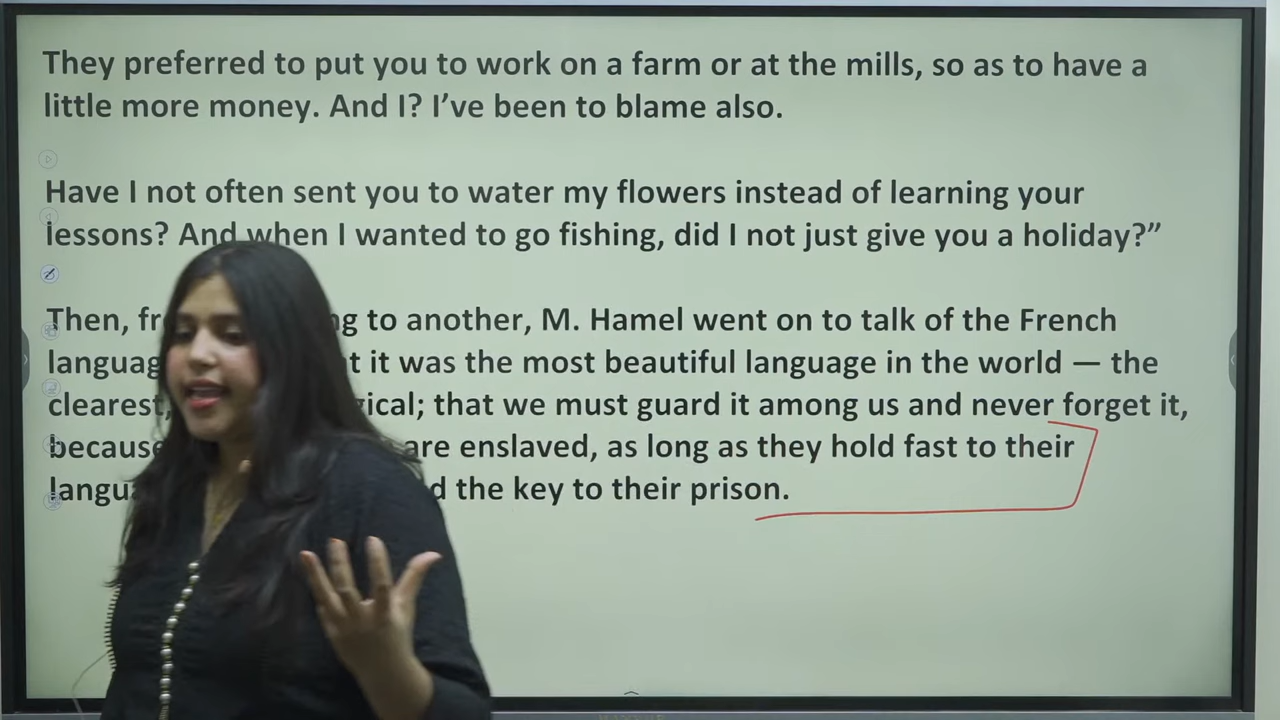 They preferred to put you to work on a farm or at the mills, so as to have a
little more money. And I? I’ve been to blame also.
Have I not often sent you to water my flowers instead of learning your
lessons? And when I wanted to go fishing, did I not just give you a holiday?”
Then, to another, M. Hamel went on to talk of the French
it was the most beautiful language in the world — the
clearest, that we must guard it among us and never forget it,
because are enslaved, as long as they hold fast to their
the key to their prison.